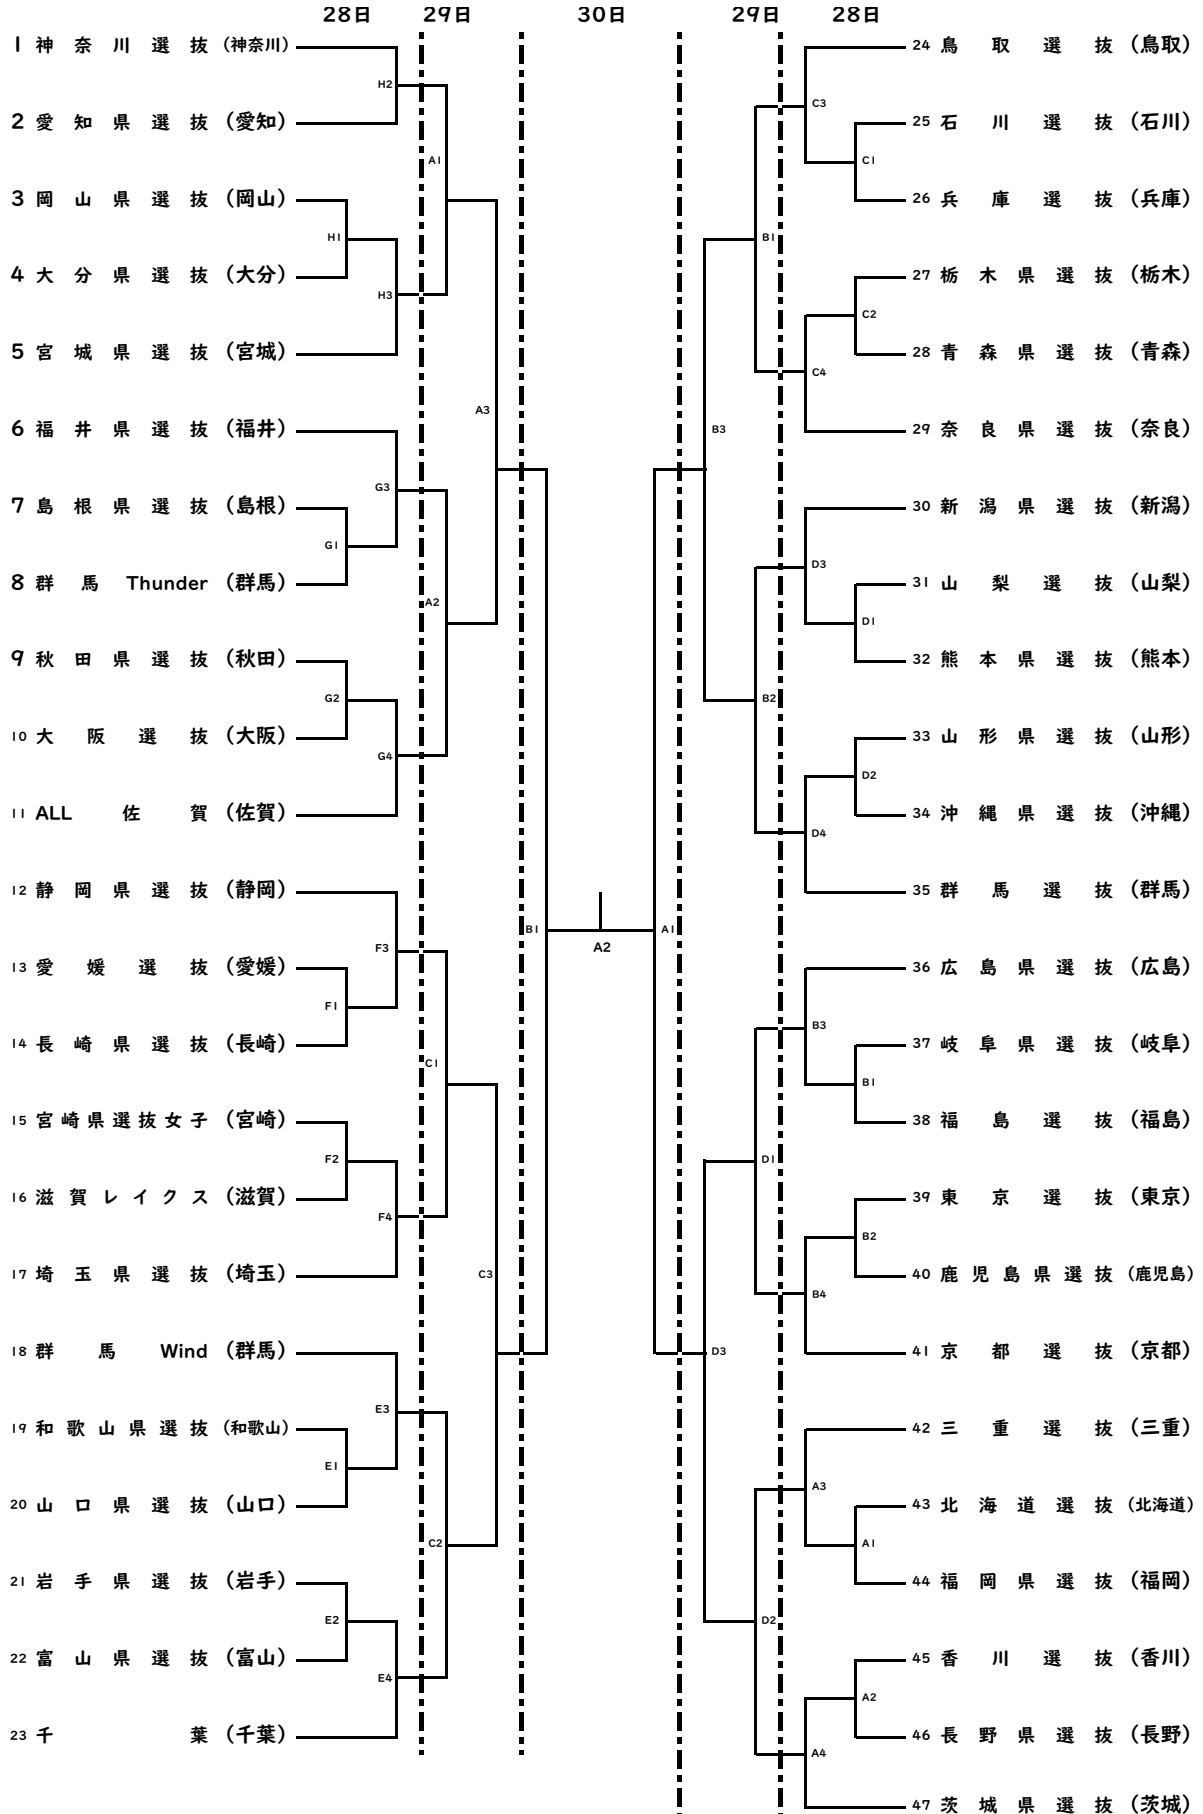 28日 29日 30日 29日 28日
1 神奈川選抜 (神奈川)
H2
2 愛知県選抜 (愛知)
A1
3 岡山県選抜 (岡山)
H1
4 大分県選抜 (大分)
H3
5 宮城県選抜 (宮城)
A3
6 福井県選抜 (福井)
G3
7 島根県選抜 (島根)
G1
8 群馬 Thunder (群馬)
A2
9 秋田県選抜 (秋田)
G2
10 大阪選抜 (大阪)
G4
11 ALL佐賀 (佐賀)
12 静岡県選抜 (静岡)
B1
F3
13 愛媛選抜 (愛媛)
F1
14 長崎県選抜 (長崎)
C1
15 宮崎県選抜女子 (宮崎)
F2
16 滋賀レイクス (滋賀)
F4
17 埼玉県選抜 (埼玉)
C3
18 群馬 Wind (群馬)
E3
19 和歌山県選抜 (和歌山)
E1
20 山口県選抜 (山口)
C2
21 岩手県選抜 (岩手)
E2
22 富山県選抜 (富山)
E4
23 千葉 (千葉)
A2
24 鳥取選抜 (鳥取)
C3
25 石川選抜 (石川)
C1
26 兵庫選抜 (兵庫)
B1
27 栃木県選抜 (栃木)
C2
28 青森県選抜 (青森)
C4
29 奈良県選抜 (奈良)
B3
30 新潟県選抜 (新潟)
D3
31 山梨選抜 (山梨)
D1
32 熊本県選抜 (熊本)
B2
33 山形県選抜 (山形)
D2
34 沖縄県選抜 (沖縄)
D4
35 群馬選抜 (群馬)
A1
36 広島県選抜 (広島)
B3
37 岐阜県選抜 (岐阜)
B1
38 福島選抜 (福島)
D1
39 東京選抜 (東京)
B2
40 鹿児島県選抜 (鹿児島)
B4
41 京都選抜 (京都)
D3
42 三重選抜 (三重)
A3
43 北海道選抜 (北海道)
A1
44 福岡県選抜 (福岡)
D2
45 香川選抜 (香川)
A2
46 長野県選抜 (長野)
A4
47 茨城県選抜 (茨城)